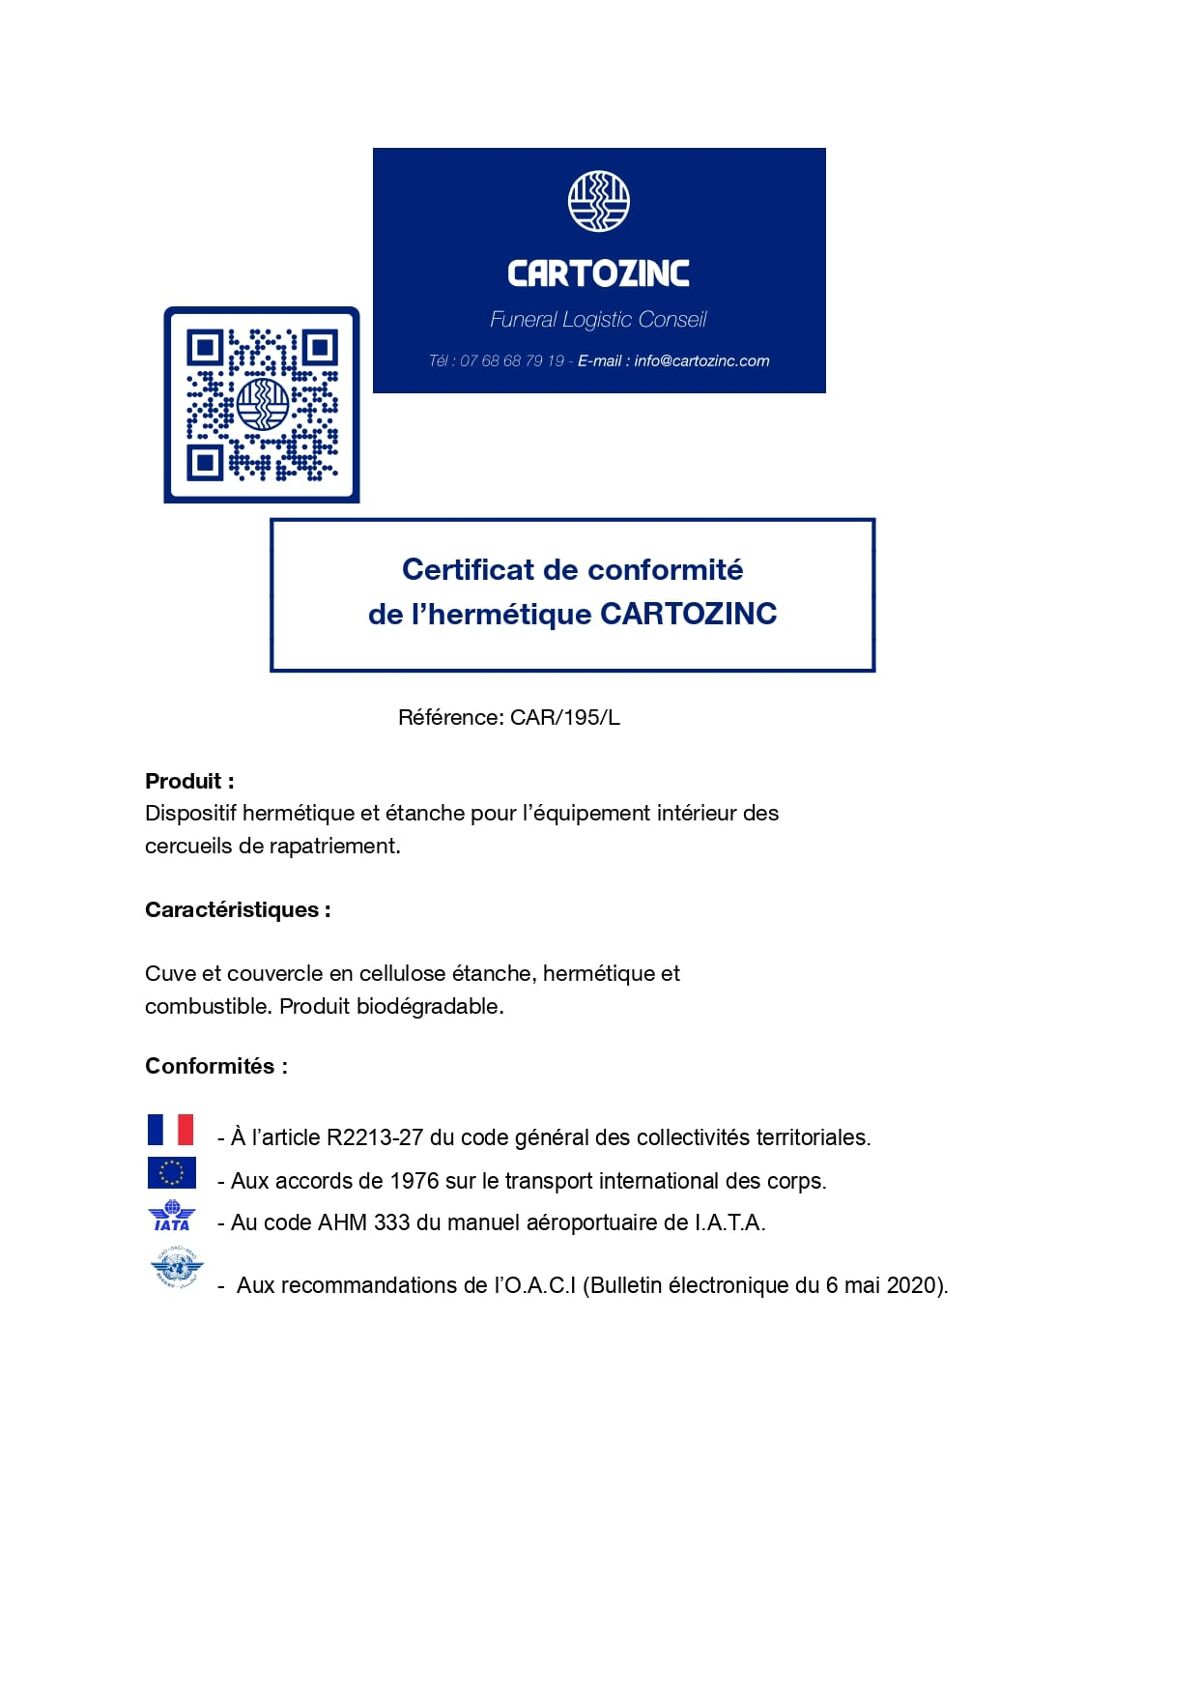 CARTOZINC
Funeral Logistic Conseil
Tél : 07 68 68 79 19 - E-mail : info@cartozinc.com
Certificat de conformité
de l’hermétique CARTOZINC
Référence: CAR/195/L
Produit :
Dispositif hermétique et étanche pour l’équipement intérieur des
cercueils de rapatriement.
Caractéristiques :
Cuve et couvercle en cellulose étanche, hermétique et
combustible. Produit biodégradable.
Conformités :
- À l’article R2213-27 du code général des collectivités territoriales.
- Aux accords de 1976 sur le transport international des corps.
IATA
- Au code AHM 333 du manuel aéroportuaire de I.A.T.A.
- Aux recommandations de l’O.A.C.I (Bulletin électronique du 6 mai 2020).